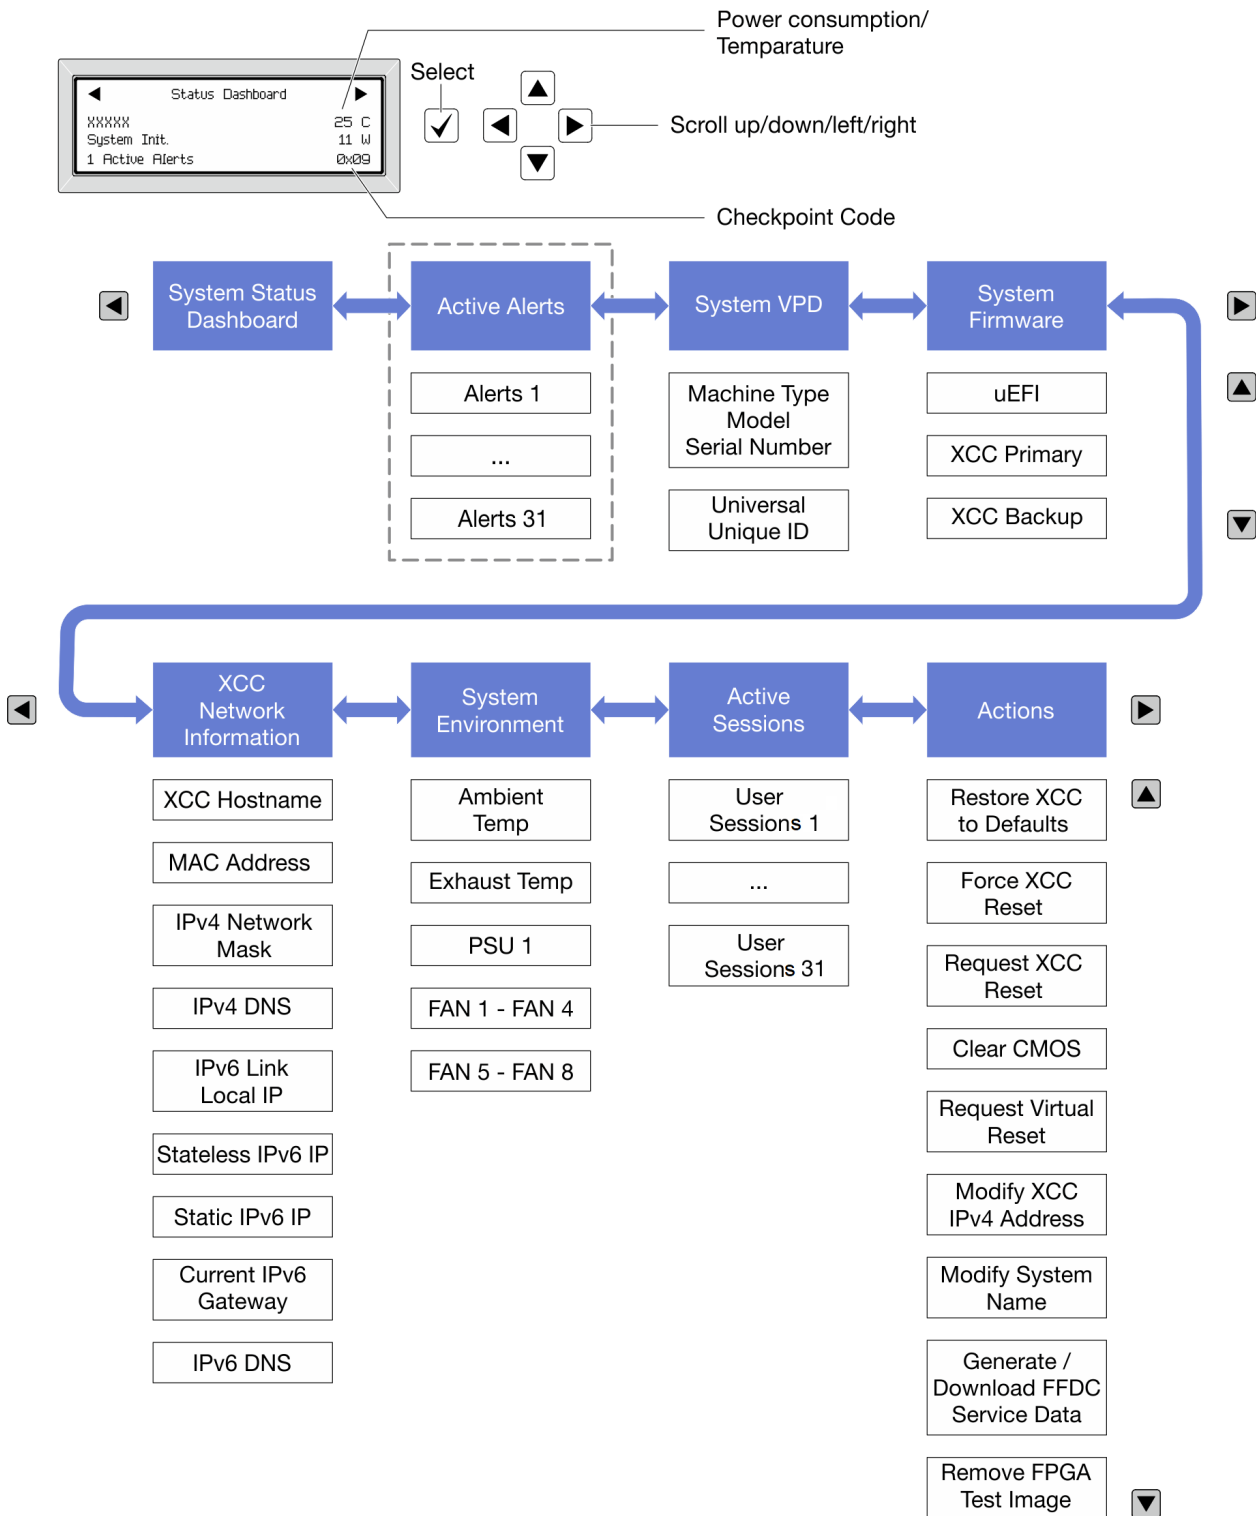 Power consumption/
Temparature
Select
Status Dashboard
XXXXX 25 C
System Init. 11 W
1 Active Alerts 0x09
Scroll up/down/left/right
Checkpoint Code
System Status
Dashboard
Active Alerts
System VPD
System
Firmware
Alerts 1
...
Alerts 31
Machine Type
Model
Serial Number
Universal
Unique ID
uEFI
XCC Primary
XCC Backup
XCC
Network
Information
System
Environment
Active
Sessions
Actions
XCC Hostname
MAC Address
IPv4 Network
Mask
IPv4 DNS
IPv6 Link
Local IP
Stateless IPv6 IP
Static IPv6 IP
Current IPv6
Gateway
IPv6 DNS
Ambient
Temp
Exhaust Temp
PSU 1
FAN 1 - FAN 4
FAN 5 - FAN 8
User
Sessions 1
...
User
Sessions 31
Restore XCC
to Defaults
Force XCC
Reset
Request XCC
Reset
Clear CMOS
Request Virtual
Reset
Modify XCC
IPv4 Address
Modify System
Name
Generate /
Download FFDC
Service Data
Remove FPGA
Test Image